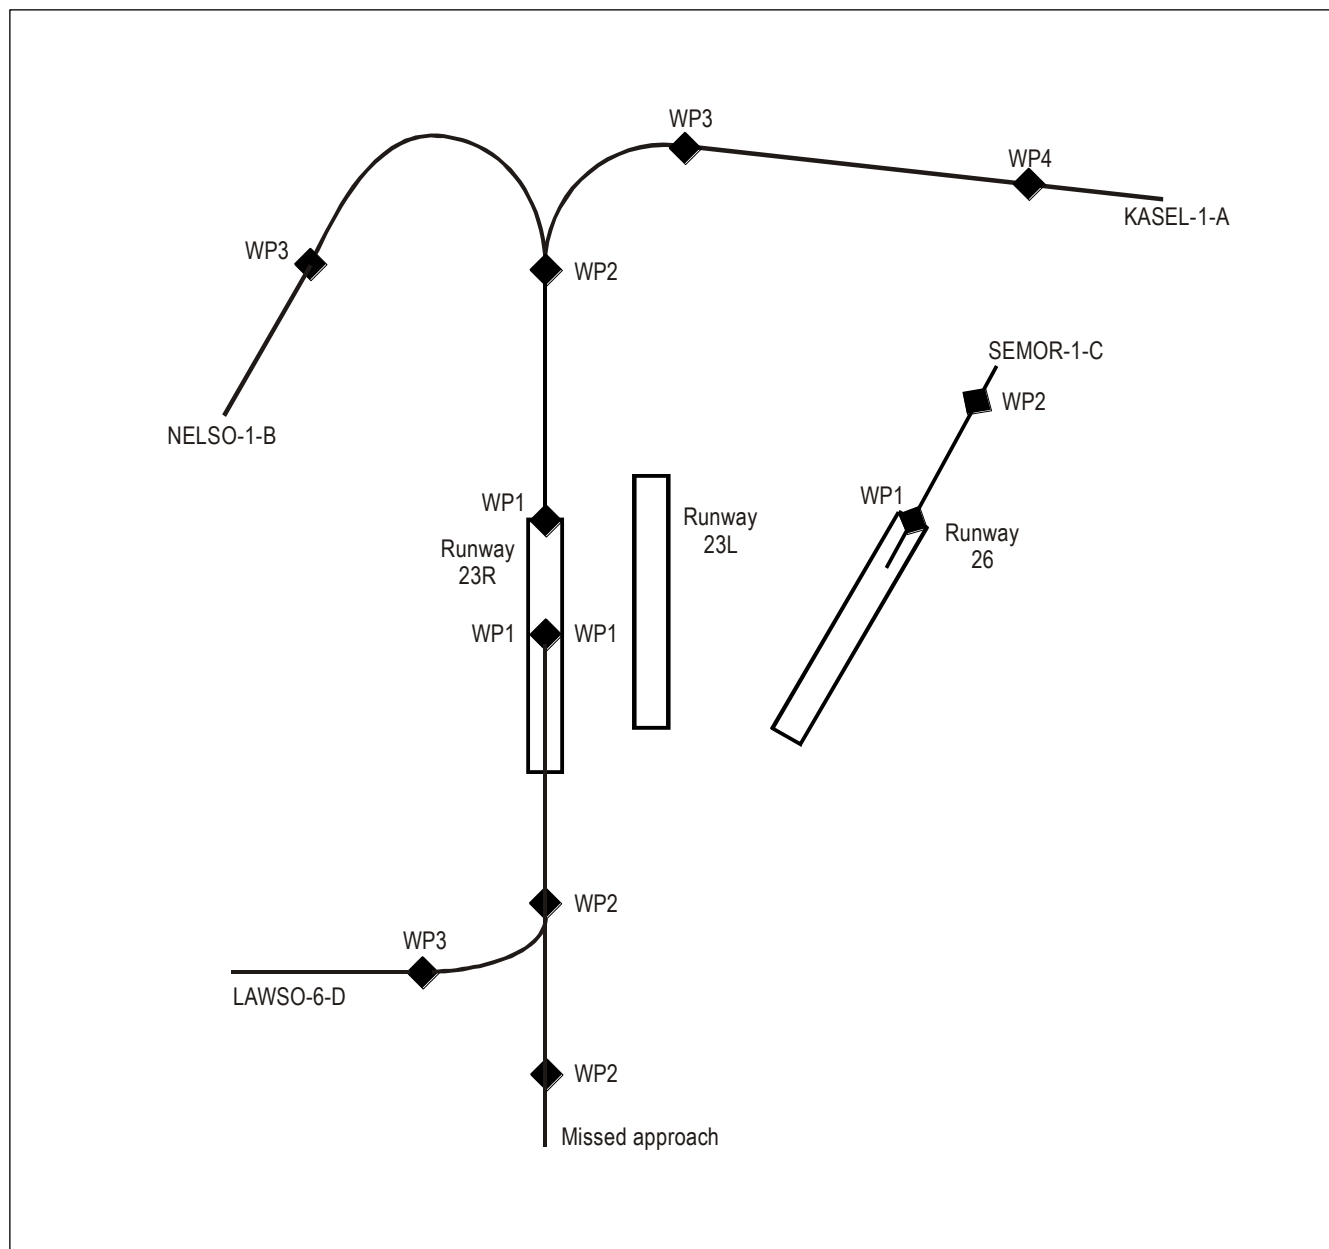 WP3
WP4
KASEL-1-A
WP3
WP2
NELSO-1-B
SEMOR-1-C
WP2
WP1
Runway
23R
Runway
23L
WP1
Runway
26
WP1
WP1
WP2
WP3
LAWSO-6-D
WP2
Missed approach